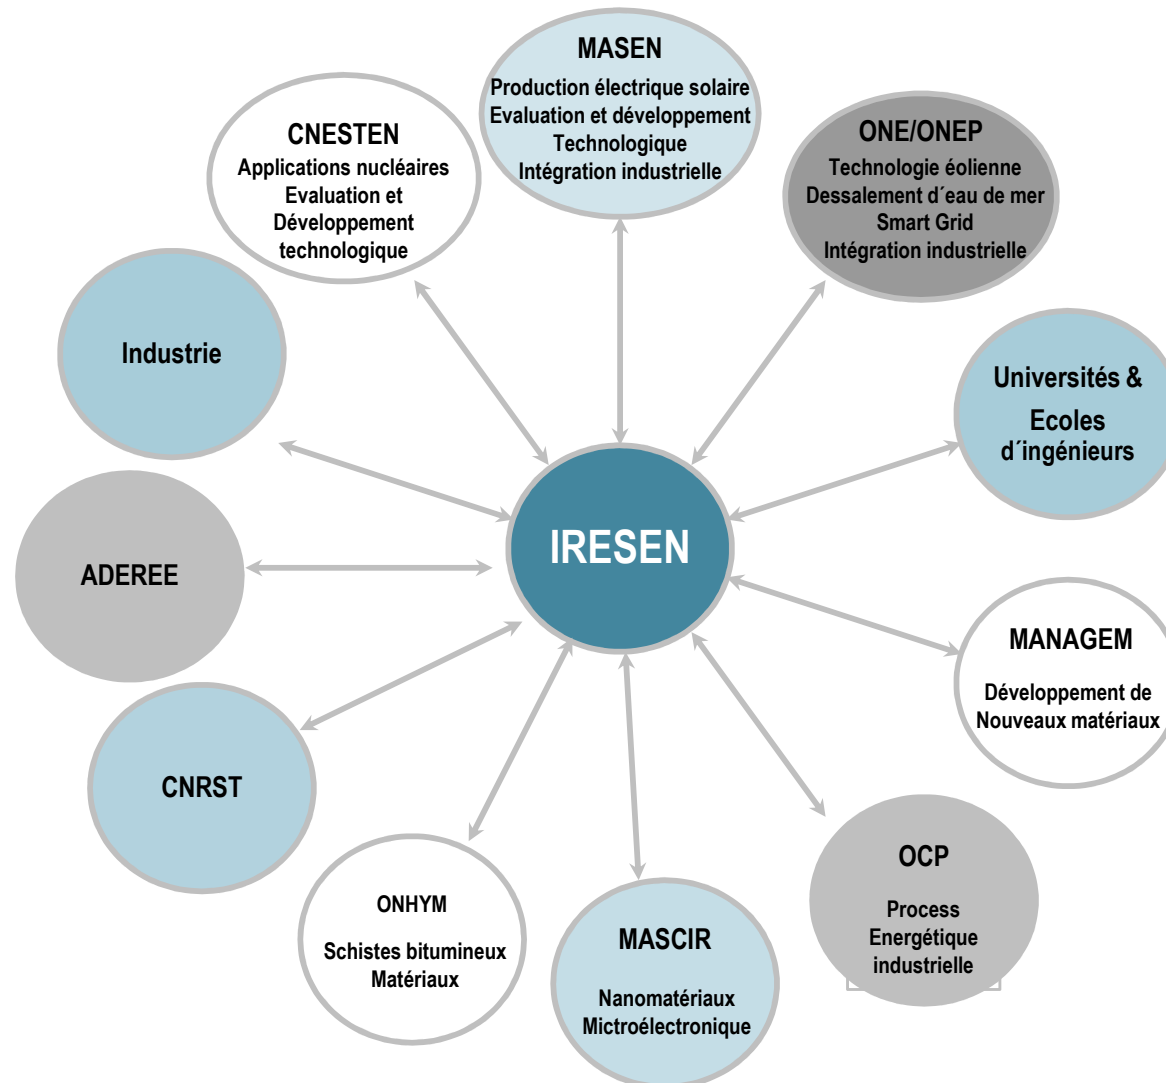 MASEN
Production électrique solaire
Evaluation et développement
Technologique
Intégration industrielle
CNESTEN
Applications nucléaires
Evaluation et
Développement
technologique
ONE/ONEP
Technologie éolienne
Dessalement d´eau de mer
Smart Grid
Intégration industrielle
Industrie
Universités &
Ecoles
d´ingénieurs
IRESEN
ADEREE
MANAGEM
Développement de
Nouveaux matériaux
CNRST
OCP
Process
Energétique
industrielle
ONHYM
Schistes bitumineux
Matériaux
MASCIR
Nanomatériaux
Mictroélectronique